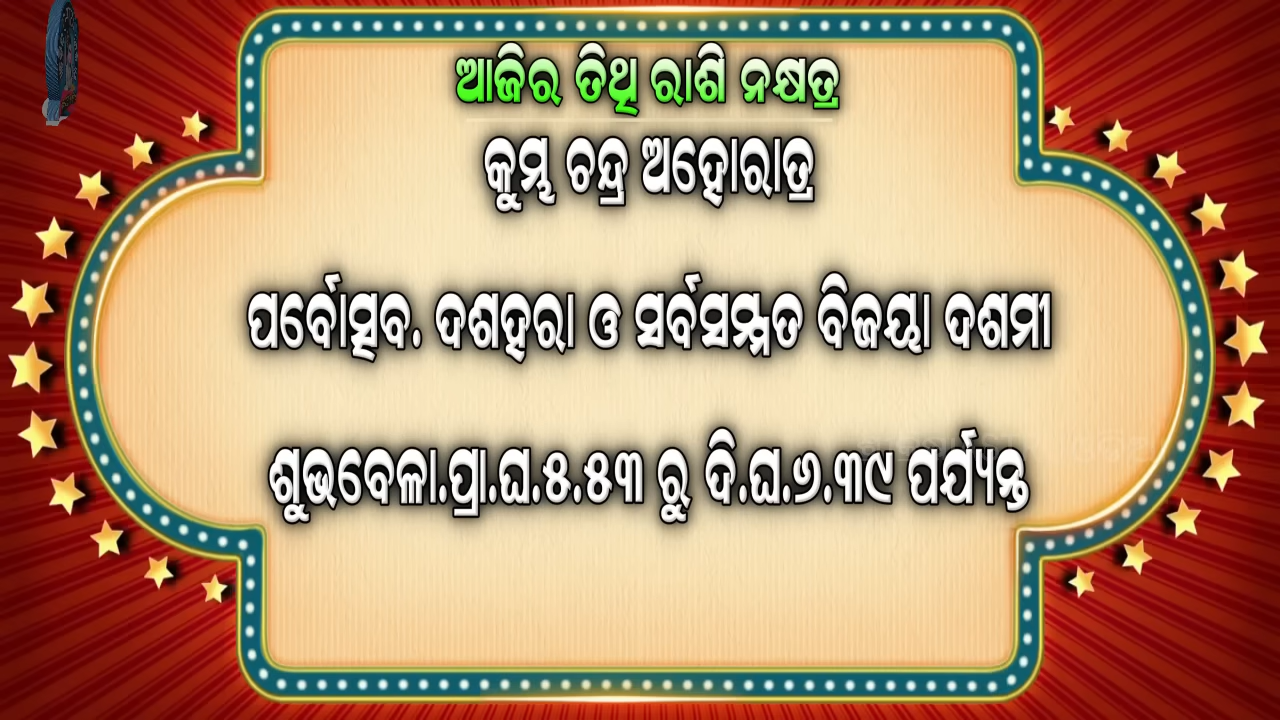 ଆଜିର ତିଥି ରାଶି ନକ୍ଷତ୍ର
କୁମ୍ଭ ଚନ୍ଦ୍ର ଅହୋରାତ୍ର
ପର୍ବୋତ୍ସବ. ଦଶହରା ଓ ସର୍ବସମ୍ମତ ବିଜୟା ଦଶମୀ
ଶୁଭବେଳା.ପ୍ରା.ଘ.୫.୫୩ ରୁ ଦି.ଘ.୬.୩୯ ପର୍ଯ୍ୟନ୍ତ